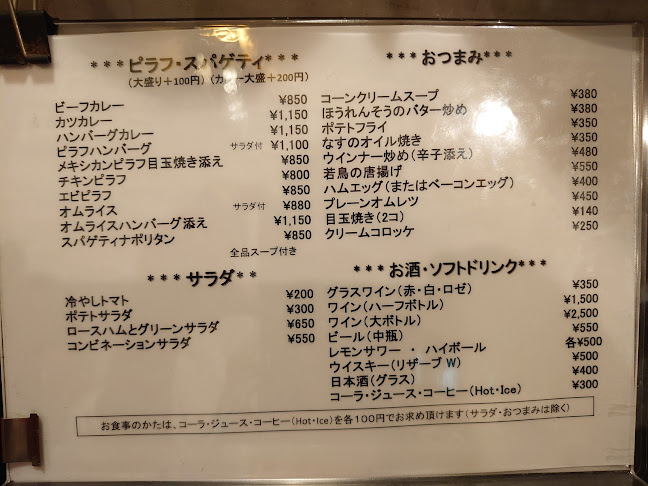 ***ピラフ・スパゲティ***
(大盛り＋100円)(カレー大盛＋200円)
ビーフカレー ¥850
カツカレー ¥1,150
ハンバーグカレー ¥1,150
ピラフハンバーグ サラダ付 ¥1,100
メキシカンピラフ目玉焼き添え ¥850
チキンピラフ ¥800
エビピラフ ¥850
オムライス サラダ付 ¥880
オムライスハンバーグ添え ¥1,150
スパゲティナポリタン ¥850
全品スープ付き
***サラダ**
冷やしトマト ¥200
ポテトサラダ ¥300
ロースハムとグリーンサラダ ¥650
コンビネーションサラダ ¥550
***おつまみ***
コーンクリームスープ ¥380
ほうれんそうのバター炒め ¥380
ポテトフライ ¥350
なすのオイル焼き ¥350
ウインナー炒め(辛子添え) ¥480
若鳥の唐揚げ ¥550
ハムエッグ(またはベーコンエッグ) ¥400
プレーンオムレツ ¥450
目玉焼き(2コ) ¥140
クリームコロッケ ¥250
***お酒・ソフトドリンク***
グラスワイン(赤・白・ロゼ) ¥350
ワイン(ハーフボトル) ¥1,500
ワイン(大ボトル) ¥2,500
ビール(中瓶) ¥550
レモンサワー ・ ハイボール 各¥500
ウイスキー(リザーブ W) ¥500
日本酒(グラス) ¥400
コーラ・ジュース・コーヒー(Hot・Ice) ¥300
お食事のかたは、コーラ・ジュース・コーヒー(Hot・Ice)を各100円でお求め頂けます(サラダ・おつまみは除く)